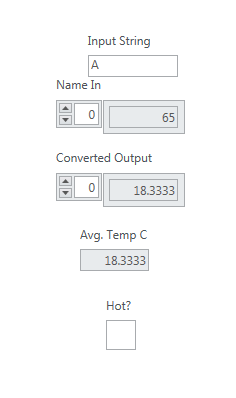 Input String
A
Name In
0 65
Converted Output
0 18.3333
Avg. Temp C
18.3333
Hot?